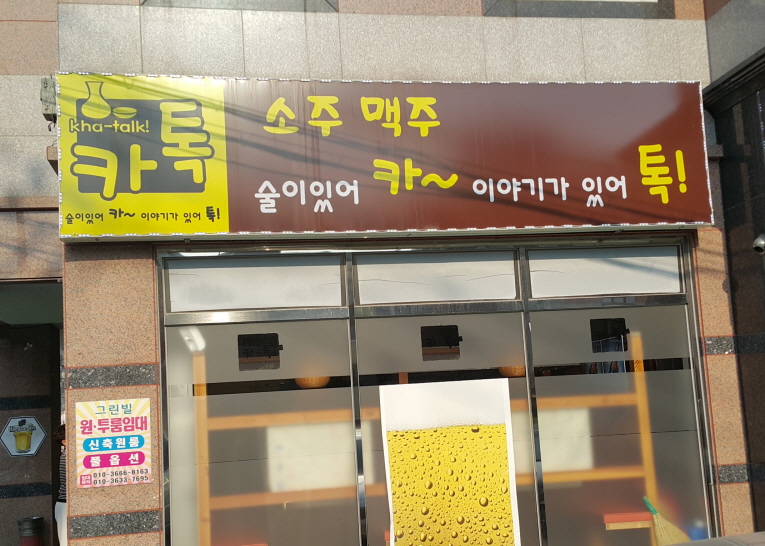 kha-talk!
카톡
술이있어 카~ 이야기가 있어 톡!
소주 맥주
술이있어 카~ 이야기가 있어 톡!
그린빌
원·투룸임대
신축원룸
풀옵션
010-3686-8163
010-3633-7695